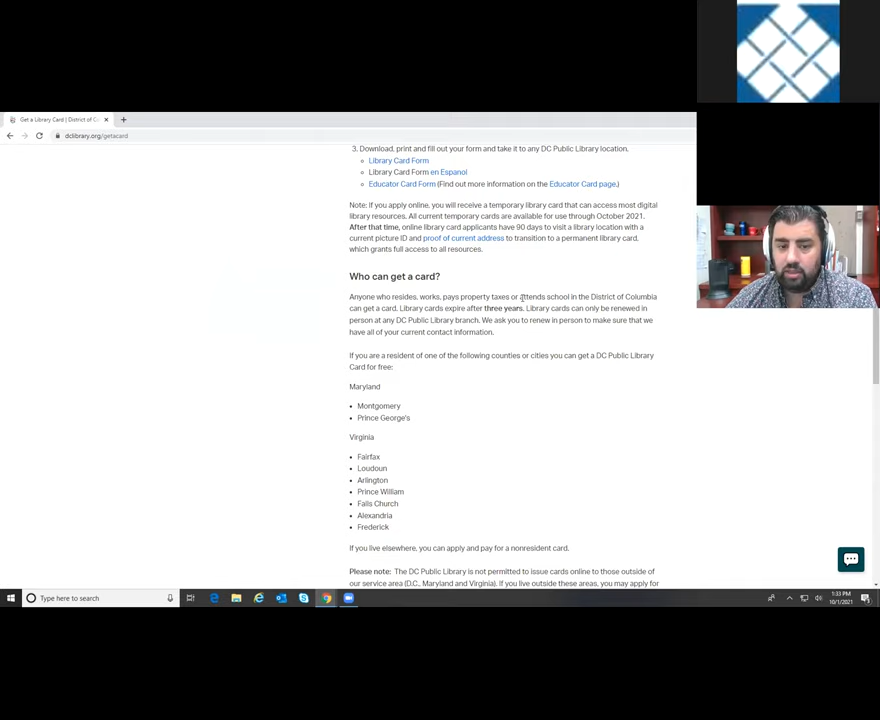 Get a Library Card | District of Co
dclibrary.org/getacard
3. Download, print and fill out your form and take it to any DC Public Library location.
Library Card Form
Library Card Form en Espanol
Educator Card Form (Find out more information on the Educator Card page.)
Note: If you apply online, you will receive a temporary library card that can access most digital
library resources. All current temporary cards are available for use through October 2021.
After that time, online library card applicants have 90 days to visit a library location with a
current picture ID and proof of current address to transition to a permanent library card,
which grants full access to all resources.
Who can get a card?
Anyone who resides, works, pays property taxes or attends school in the District of Columbia
can get a card. Library cards expire after three years. Library cards can only be renewed in
person at any DC Public Library branch. We ask you to renew in person to make sure that we
have all of your current contact information.
If you are a resident of one of the following counties or cities you can get a DC Public Library
Card for free:
Maryland
• Montgomery
• Prince George's
Virginia
• Fairfax
• Loudoun
• Arlington
• Prince William
• Falls Church
• Alexandria
• Frederick
If you live elsewhere, you can apply and pay for a nonresident card.
Please note: The DC Public Library is not permitted to issue cards online to those outside of
our service area (D.C., Maryland and Virginia). If you live outside these areas, you may apply for
Type here to search
1:33 PM
10/1/2021